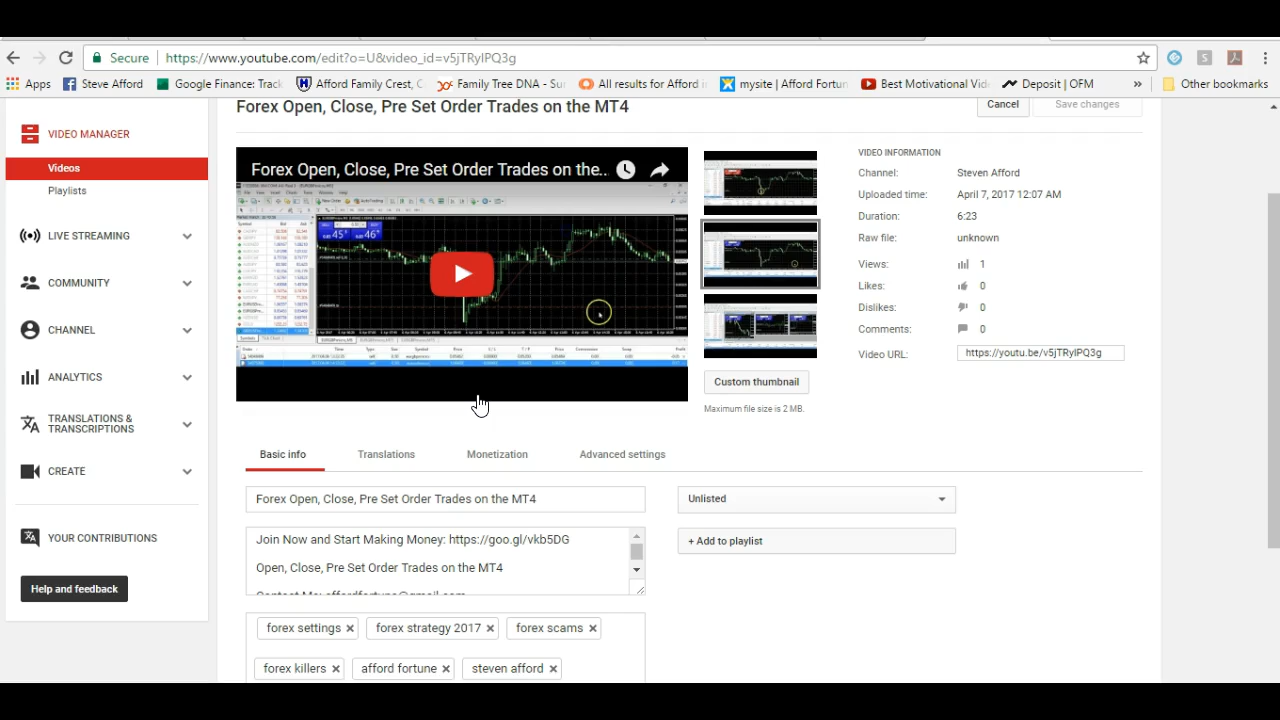 Secure
https://www.youtube.com/edit?o=U&video_id=v5jTRyIPQ3g
Apps Steve Afford Google Finance: Track Afford Family Crest, C Family Tree DNA - Su All results for Afford i mysite | Afford Fortun Best Motivational Vid Deposit | OFM » Other bookmarks
Forex Open, Close, Pre Set Order Trades on the MT4
Cancel
Save changes
VIDEO MANAGER
Videos
Playlists
LIVE STREAMING
COMMUNITY
CHANNEL
ANALYTICS
TRANSLATIONS &
TRANSCRIPTIONS
CREATE
YOUR CONTRIBUTIONS
Help and feedback
Forex Open, Close, Pre Set Order Trades on the...
Custom thumbnail
Maximum file size is 2 MB.
VIDEO INFORMATION
Channel: Steven Afford
Uploaded time: April 7, 2017 12:07 AM
Duration: 6:23
Raw file: unknown
Views: 1
Likes: 0
Dislikes: 0
Comments: 0
Video URL: https://youtu.be/v5jTRyIPQ3g
Basic info Translations Monetization Advanced settings
Forex Open, Close, Pre Set Order Trades on the MT4
Unlisted
Join Now and Start Making Money: https://goo.gl/vkb5DG
Open, Close, Pre Set Order Trades on the MT4
+ Add to playlist
forex settings × forex strategy 2017 × forex scams ×
forex killers × afford fortune × steven afford ×